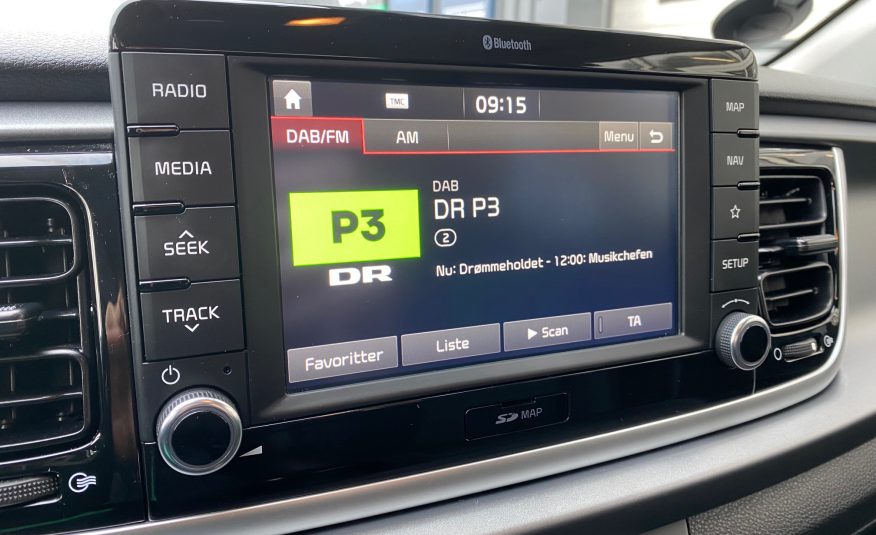 Bluetooth
RADIO
MEDIA
SEEK
TRACK
TMC
09:15
DAB/FM
AM
Menu
P3
DR
DAB
DR P3
2
Nu: Drømmeholdet - 12:00: Musikchefen
Favoritter
Liste
Scan
TA
MAP
NAV
SETUP
SD MAP